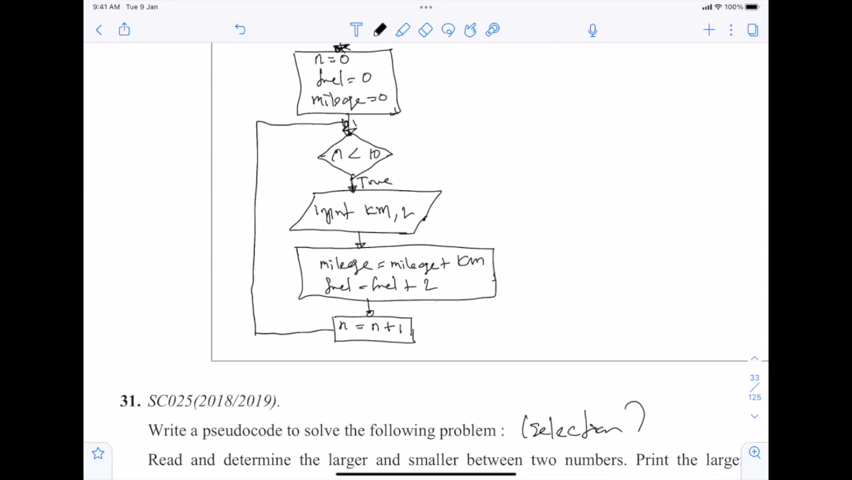 9:41 AM Tue 9 Jan
100%
n=0
fuel = 0
mileage=0
n < 10
True
Input km, l
mileage = mileage + km
fuel = fuel + l
n = n + 1
33
125
31. SC025(2018/2019).
Write a pseudocode to solve the following problem : (selection)
Read and determine the larger and smaller between two numbers. Print the large